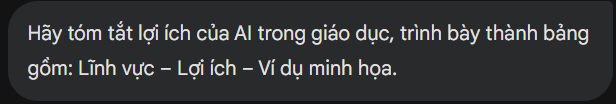 Hãy tóm tắt lợi ích của AI trong giáo dục, trình bày thành bảng
gồm: Lĩnh vực – Lợi ích – Ví dụ minh họa.